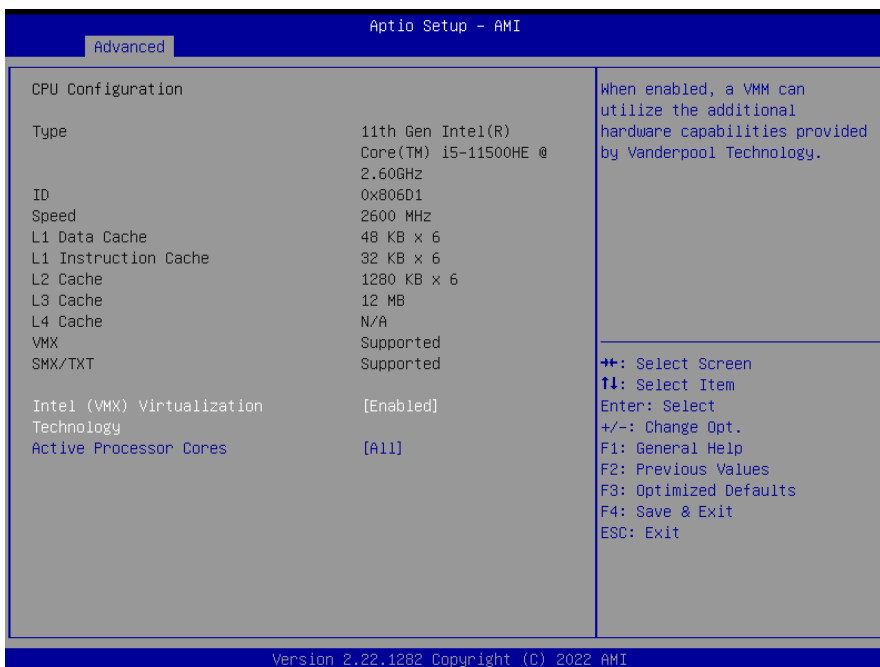 Aptio Setup – AMI
Advanced
CPU Configuration
Type 11th Gen Intel(R)
Core(TM) i5-11500HE @
2.60GHz
ID 0x806D1
Speed 2600 MHz
L1 Data Cache 48 KB x 6
L1 Instruction Cache 32 KB x 6
L2 Cache 1280 KB x 6
L3 Cache 12 MB
L4 Cache N/A
VMX Supported
SMX/TXT Supported
Intel (VMX) Virtualization [Enabled]
Technology
Active Processor Cores [All]
When enabled, a VMM can
utilize the additional
hardware capabilities provided
by Vanderpool Technology.
→←: Select Screen
↑↓: Select Item
Enter: Select
+/-: Change Opt.
F1: General Help
F2: Previous Values
F3: Optimized Defaults
F4: Save & Exit
ESC: Exit
Version 2.22.1282 Copyright (C) 2022 AMI